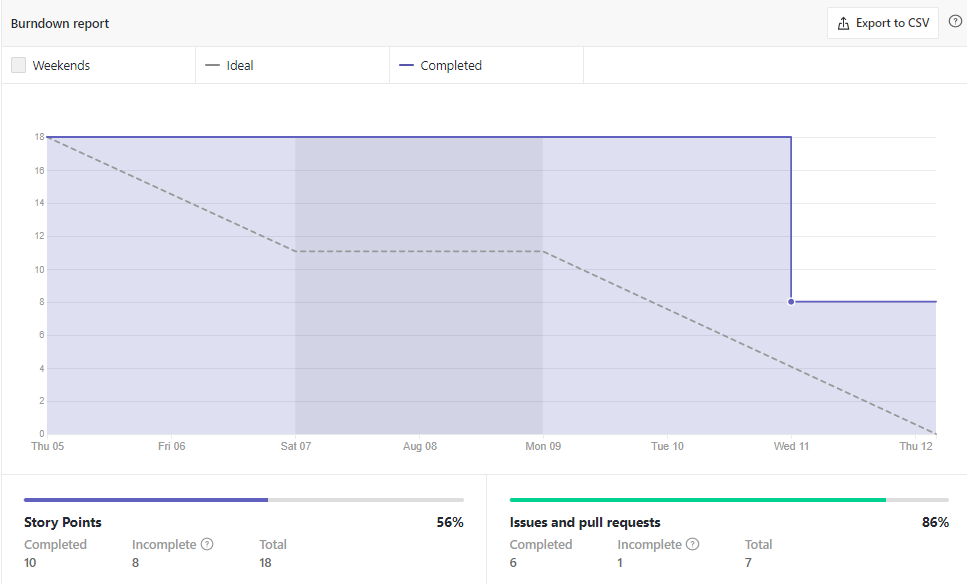 Burndown report
Export to CSV
?
Weekends
Ideal
Completed
18
16
14
12
10
8
6
4
2
0
Thu 05 Fri 06 Sat 07 Aug 08 Mon 09 Tue 10 Wed 11 Thu 12
Story Points 56%
Completed Incomplete ? Total
10 8 18
Issues and pull requests 86%
Completed Incomplete ? Total
6 1 7